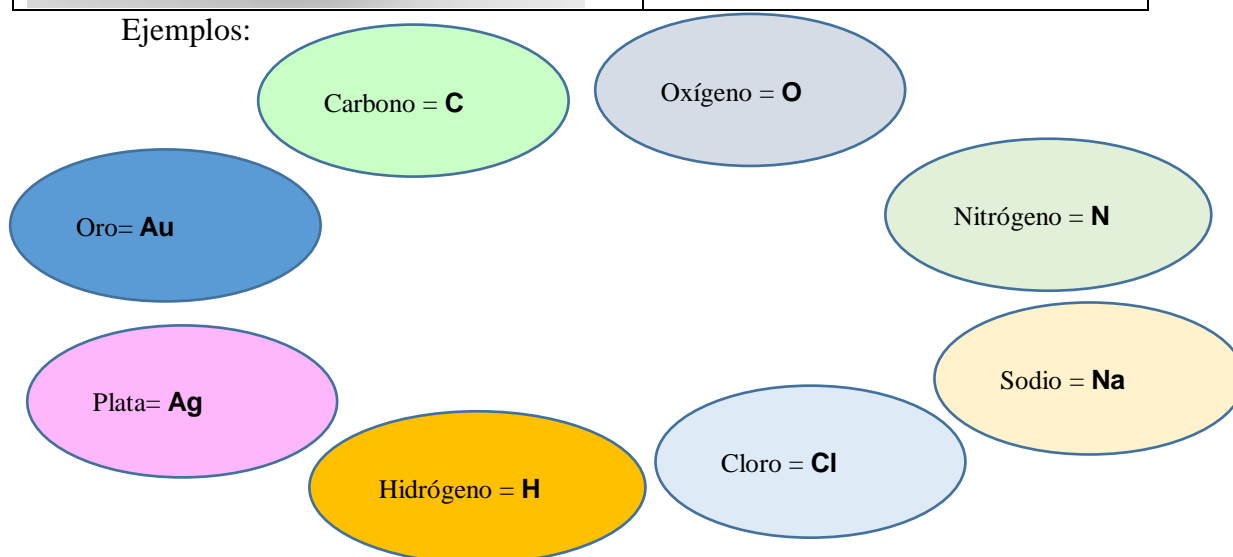 Ejemplos:
Carbono = C
Oxígeno = O
Oro= Au
Nitrógeno = N
Plata= Ag
Sodio = Na
Hidrógeno = H
Cloro = Cl